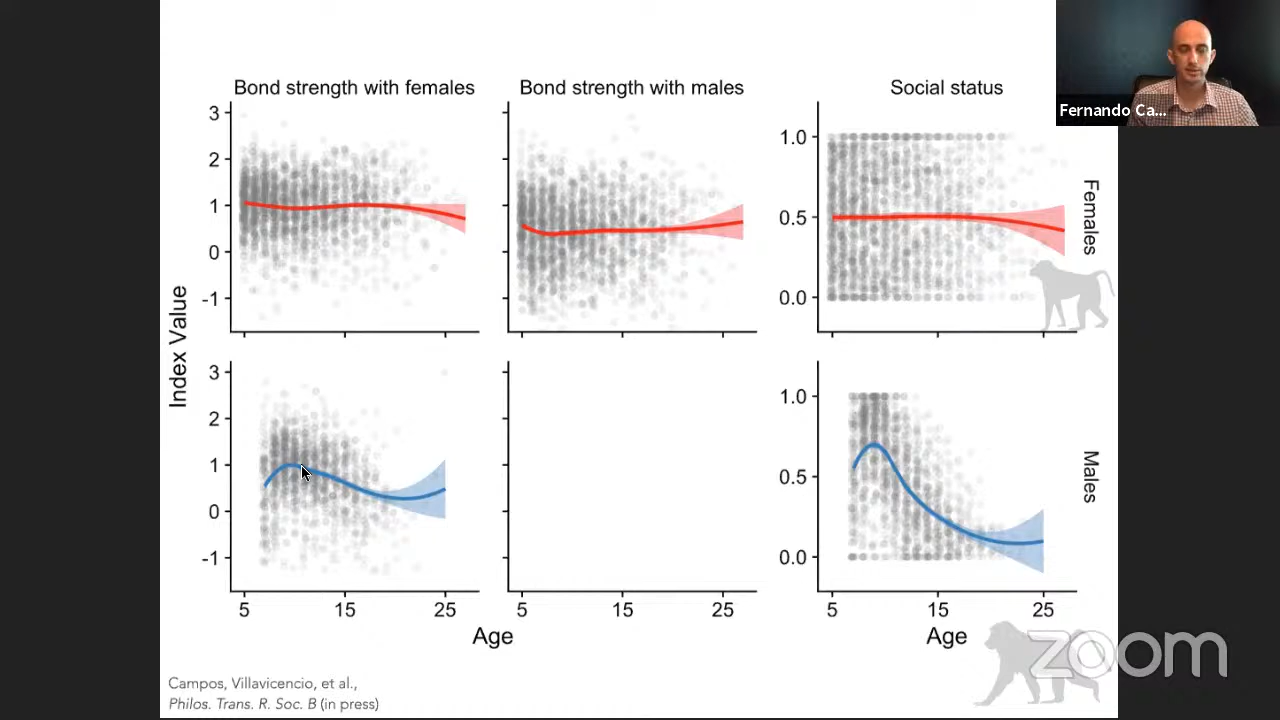 Bond strength with females
Bond strength with males
Social status
Fernando Ca...
3
2
1
0
-1
1.0
0.5
0.0
Females
Index Value
3
2
1
0
-1
1.0
0.5
0.0
Males
5 15 25
5 15 25
5 15 25
Age
Age
zoom
Campos, Villavicencio, et al.,
Philos. Trans. R. Soc. B (in press)